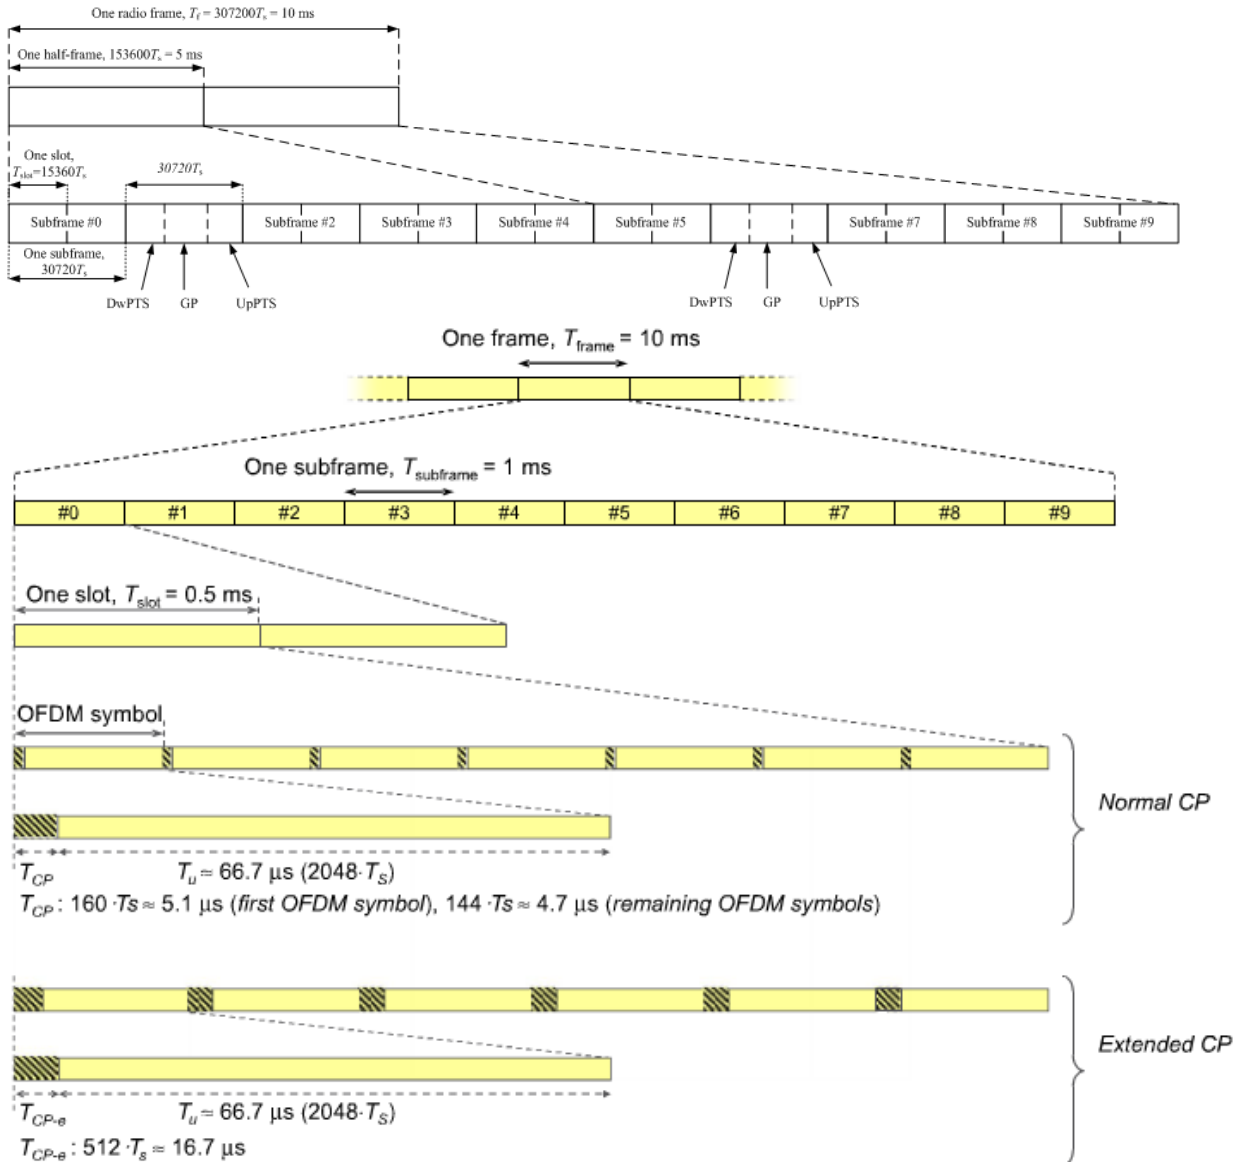 One radio frame, Tf = 307200Ts = 10 ms
One half-frame, 153600Ts = 5 ms
One slot,
Tslot=15360Ts
30720Ts
Subframe #0
Subframe #2
Subframe #3
Subframe #4
Subframe #5
Subframe #7
Subframe #8
Subframe #9
One subframe,
30720Ts
DwPTS
GP
UpPTS
DwPTS
GP
UpPTS
One frame, Tframe = 10 ms
One subframe, Tsubframe = 1 ms
#0 #1 #2 #3 #4 #5 #6 #7 #8 #9
One slot, Tslot = 0.5 ms
OFDM symbol
Normal CP
TCP
Tu ≈ 66.7 μs (2048·TS)
TCP : 160 ·Ts ≈ 5.1 μs (first OFDM symbol), 144 ·Ts ≈ 4.7 μs (remaining OFDM symbols)
Extended CP
TCP-e
Tu ≈ 66.7 μs (2048·TS)
TCP-e : 512 ·Ts ≈ 16.7 μs